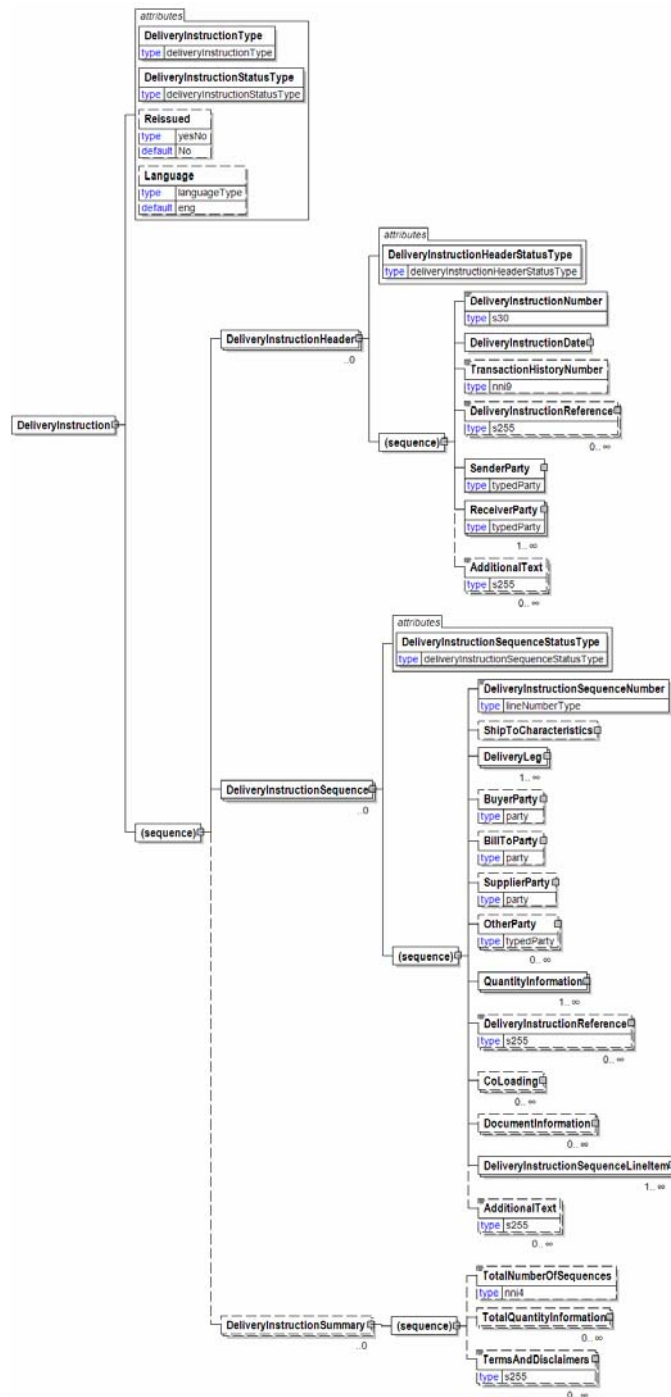 attributes
DeliveryInstructionType
type deliveryInstructionType
DeliveryInstructionStatusType
type deliveryInstructionStatusType
Reissued
type yesNo
default No
Language
type languageType
default eng
attributes
DeliveryInstructionHeaderStatusType
type deliveryInstructionHeaderStatusType
DeliveryInstructionNumber
type s30
DeliveryInstructionHeader
..0
DeliveryInstructionDate
TransactionHistoryNumber
type nni9
DeliveryInstruction
DeliveryInstructionReference
type s255
0.. ∞
(sequence)
SenderParty
type typedParty
ReceiverParty
type typedParty
1.. ∞
AdditionalText
type s255
0.. ∞
attributes
DeliveryInstructionSequenceStatusType
type deliveryInstructionSequenceStatusType
DeliveryInstructionSequenceNumber
type lineNumberType
ShipToCharacteristics
DeliveryLeg
1.. ∞
DeliveryInstructionSequence
..0
BuyerParty
type party
(sequence)
BillToParty
type party
SupplierParty
type party
OtherParty
type typedParty
0.. ∞
(sequence)
QuantityInformation
1.. ∞
DeliveryInstructionReference
type s255
0.. ∞
CoLoading
0.. ∞
DocumentInformation
0.. ∞
DeliveryInstructionSequenceLineItem
1.. ∞
AdditionalText
type s255
0.. ∞
TotalNumberOfSequences
type nni4
DeliveryInstructionSummary
..0
(sequence)
TotalQuantityInformation
0.. ∞
TermsAndDisclaimers
type s255
0.. ∞